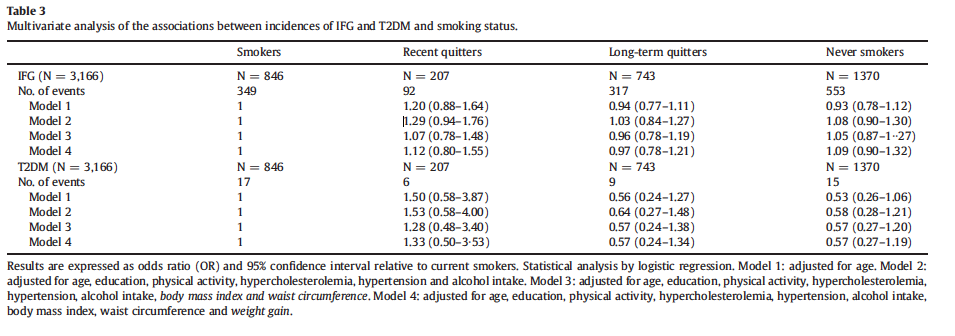 Table 3
Multivariate analysis of the associations between incidences of IFG and T2DM and smoking status.
Smokers Recent quitters Long-term quitters Never smokers
IFG (N = 3,166) N = 846 N = 207 N = 743 N = 1370
No. of events 349 92 317 553
Model 1 1 1.20 (0.88–1.64) 0.94 (0.77–1.11) 0.93 (0.78–1.12)
Model 2 1 1.29 (0.94–1.76) 1.03 (0.84–1.27) 1.08 (0.90–1.30)
Model 3 1 1.07 (0.78–1.48) 0.96 (0.78–1.19) 1.05 (0.87–1··27)
Model 4 1 1.12 (0.80–1.55) 0.97 (0.78–1.21) 1.09 (0.90–1.32)
T2DM (N = 3,166) N = 846 N = 207 N = 743 N = 1370
No. of events 17 6 9 15
Model 1 1 1.50 (0.58–3.87) 0.56 (0.24–1.27) 0.53 (0.26–1.06)
Model 2 1 1.53 (0.58–4.00) 0.64 (0.27–1.48) 0.58 (0.28–1.21)
Model 3 1 1.28 (0.48–3.40) 0.57 (0.24–1.38) 0.57 (0.27–1.20)
Model 4 1 1.33 (0.50–3·53) 0.57 (0.24–1.34) 0.57 (0.27–1.19)
Results are expressed as odds ratio (OR) and 95% confidence interval relative to current smokers. Statistical analysis by logistic regression. Model 1: adjusted for age. Model 2:
adjusted for age, education, physical activity, hypercholesterolemia, hypertension and alcohol intake. Model 3: adjusted for age, education, physical activity, hypercholesterolemia,
hypertension, alcohol intake, body mass index and waist circumference. Model 4: adjusted for age, education, physical activity, hypercholesterolemia, hypertension, alcohol intake,
body mass index, waist circumference and weight gain.